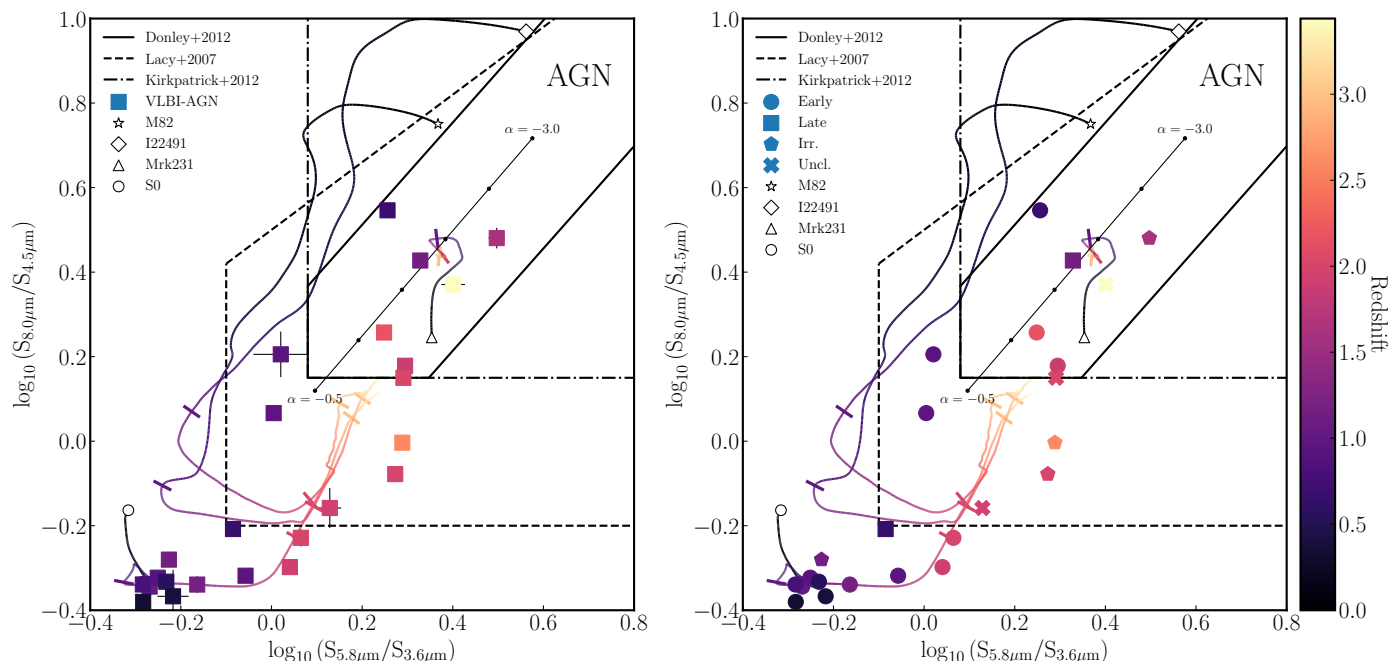 1.0
0.8
0.6
0.4
0.2
0.0
−0.2
−0.4
log₁₀ (S₈.₀μm/S₄.₅μm)
Donley+2012
Lacy+2007
Kirkpatrick+2012
VLBI-AGN
M82
I22491
Mrk231
S0
AGN
α = −3.0
α = −0.5
−0.4 −0.2 0.0 0.2 0.4 0.6 0.8
log₁₀ (S₅.₈μm/S₃.₆μm)
1.0
0.8
0.6
0.4
0.2
0.0
−0.2
−0.4
log₁₀ (S₈.₀μm/S₄.₅μm)
Donley+2012
Lacy+2007
Kirkpatrick+2012
Early
Late
Irr.
Uncl.
M82
I22491
Mrk231
S0
AGN
α = −3.0
α = −0.5
−0.4 −0.2 0.0 0.2 0.4 0.6 0.8
log₁₀ (S₅.₈μm/S₃.₆μm)
3.0
2.5
2.0
1.5
1.0
0.5
0.0
Redshift